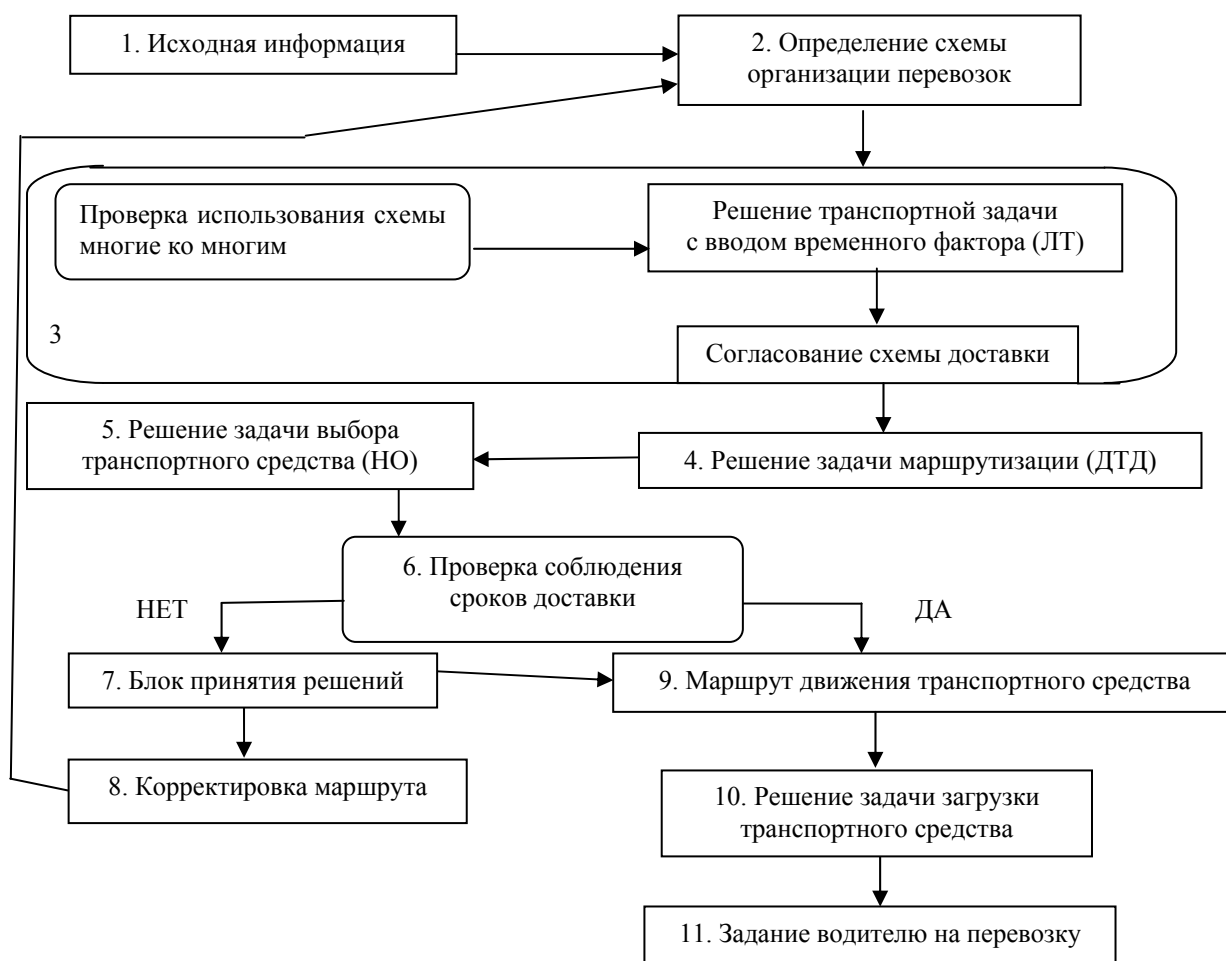 1. Исходная информация
2. Определение схемы
организации перевозок
Проверка использования схемы
многие ко многим
Решение транспортной задачи
с вводом временного фактора (ЛТ)
3
Согласование схемы доставки
5. Решение задачи выбора
транспортного средства (НО)
4. Решение задачи маршрутизации (ДТД)
6. Проверка соблюдения
сроков доставки
НЕТ
ДА
7. Блок принятия решений
9. Маршрут движения транспортного средства
8. Корректировка маршрута
10. Решение задачи загрузки
транспортного средства
11. Задание водителю на перевозку